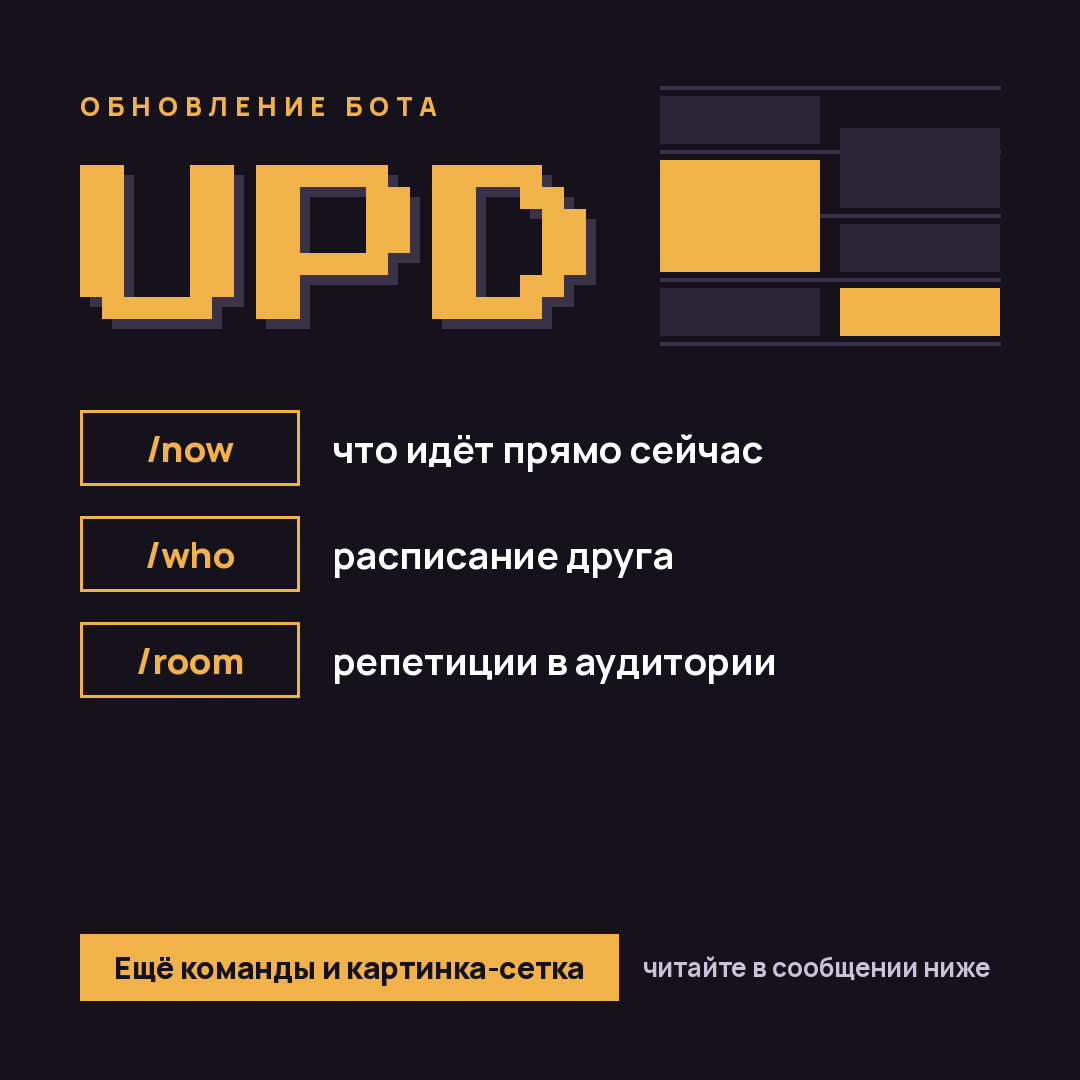 ОБНОВЛЕНИЕ БОТА
UPD
/now что идёт прямо сейчас
/who расписание друга
/room репетиции в аудитории
Ещё команды и картинка-сетка читайте в сообщении ниже